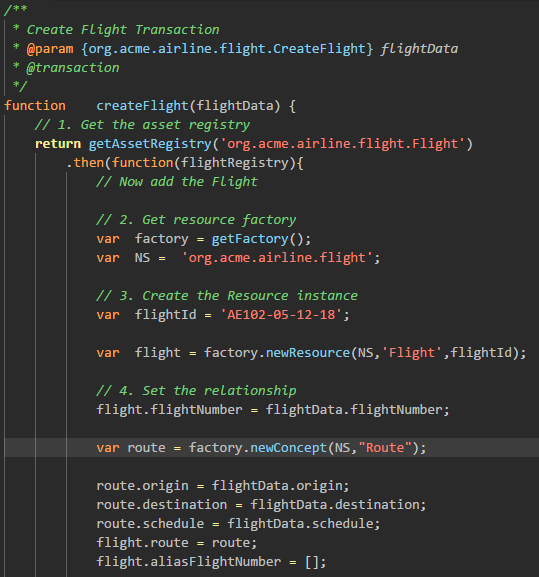 /**
 * Create Flight Transaction
 * @param {org.acme.airline.flight.CreateFlight} flightData
 * @transaction
 */
function    createFlight(flightData) {
    // 1. Get the asset registry
    return getAssetRegistry('org.acme.airline.flight.Flight')
        .then(function(flightRegistry){
            // Now add the Flight
            // 2. Get resource factory
            var  factory = getFactory();
            var  NS =  'org.acme.airline.flight';
            // 3. Create the Resource instance
            var  flightId = 'AE102-05-12-18';
            var  flight = factory.newResource(NS,'Flight',flightId);
            // 4. Set the relationship
            flight.flightNumber = flightData.flightNumber;
            var route = factory.newConcept(NS,"Route");
            route.origin = flightData.origin;
            route.destination = flightData.destination;
            route.schedule = flightData.schedule;
            flight.route = route;
            flight.aliasFlightNumber = [];